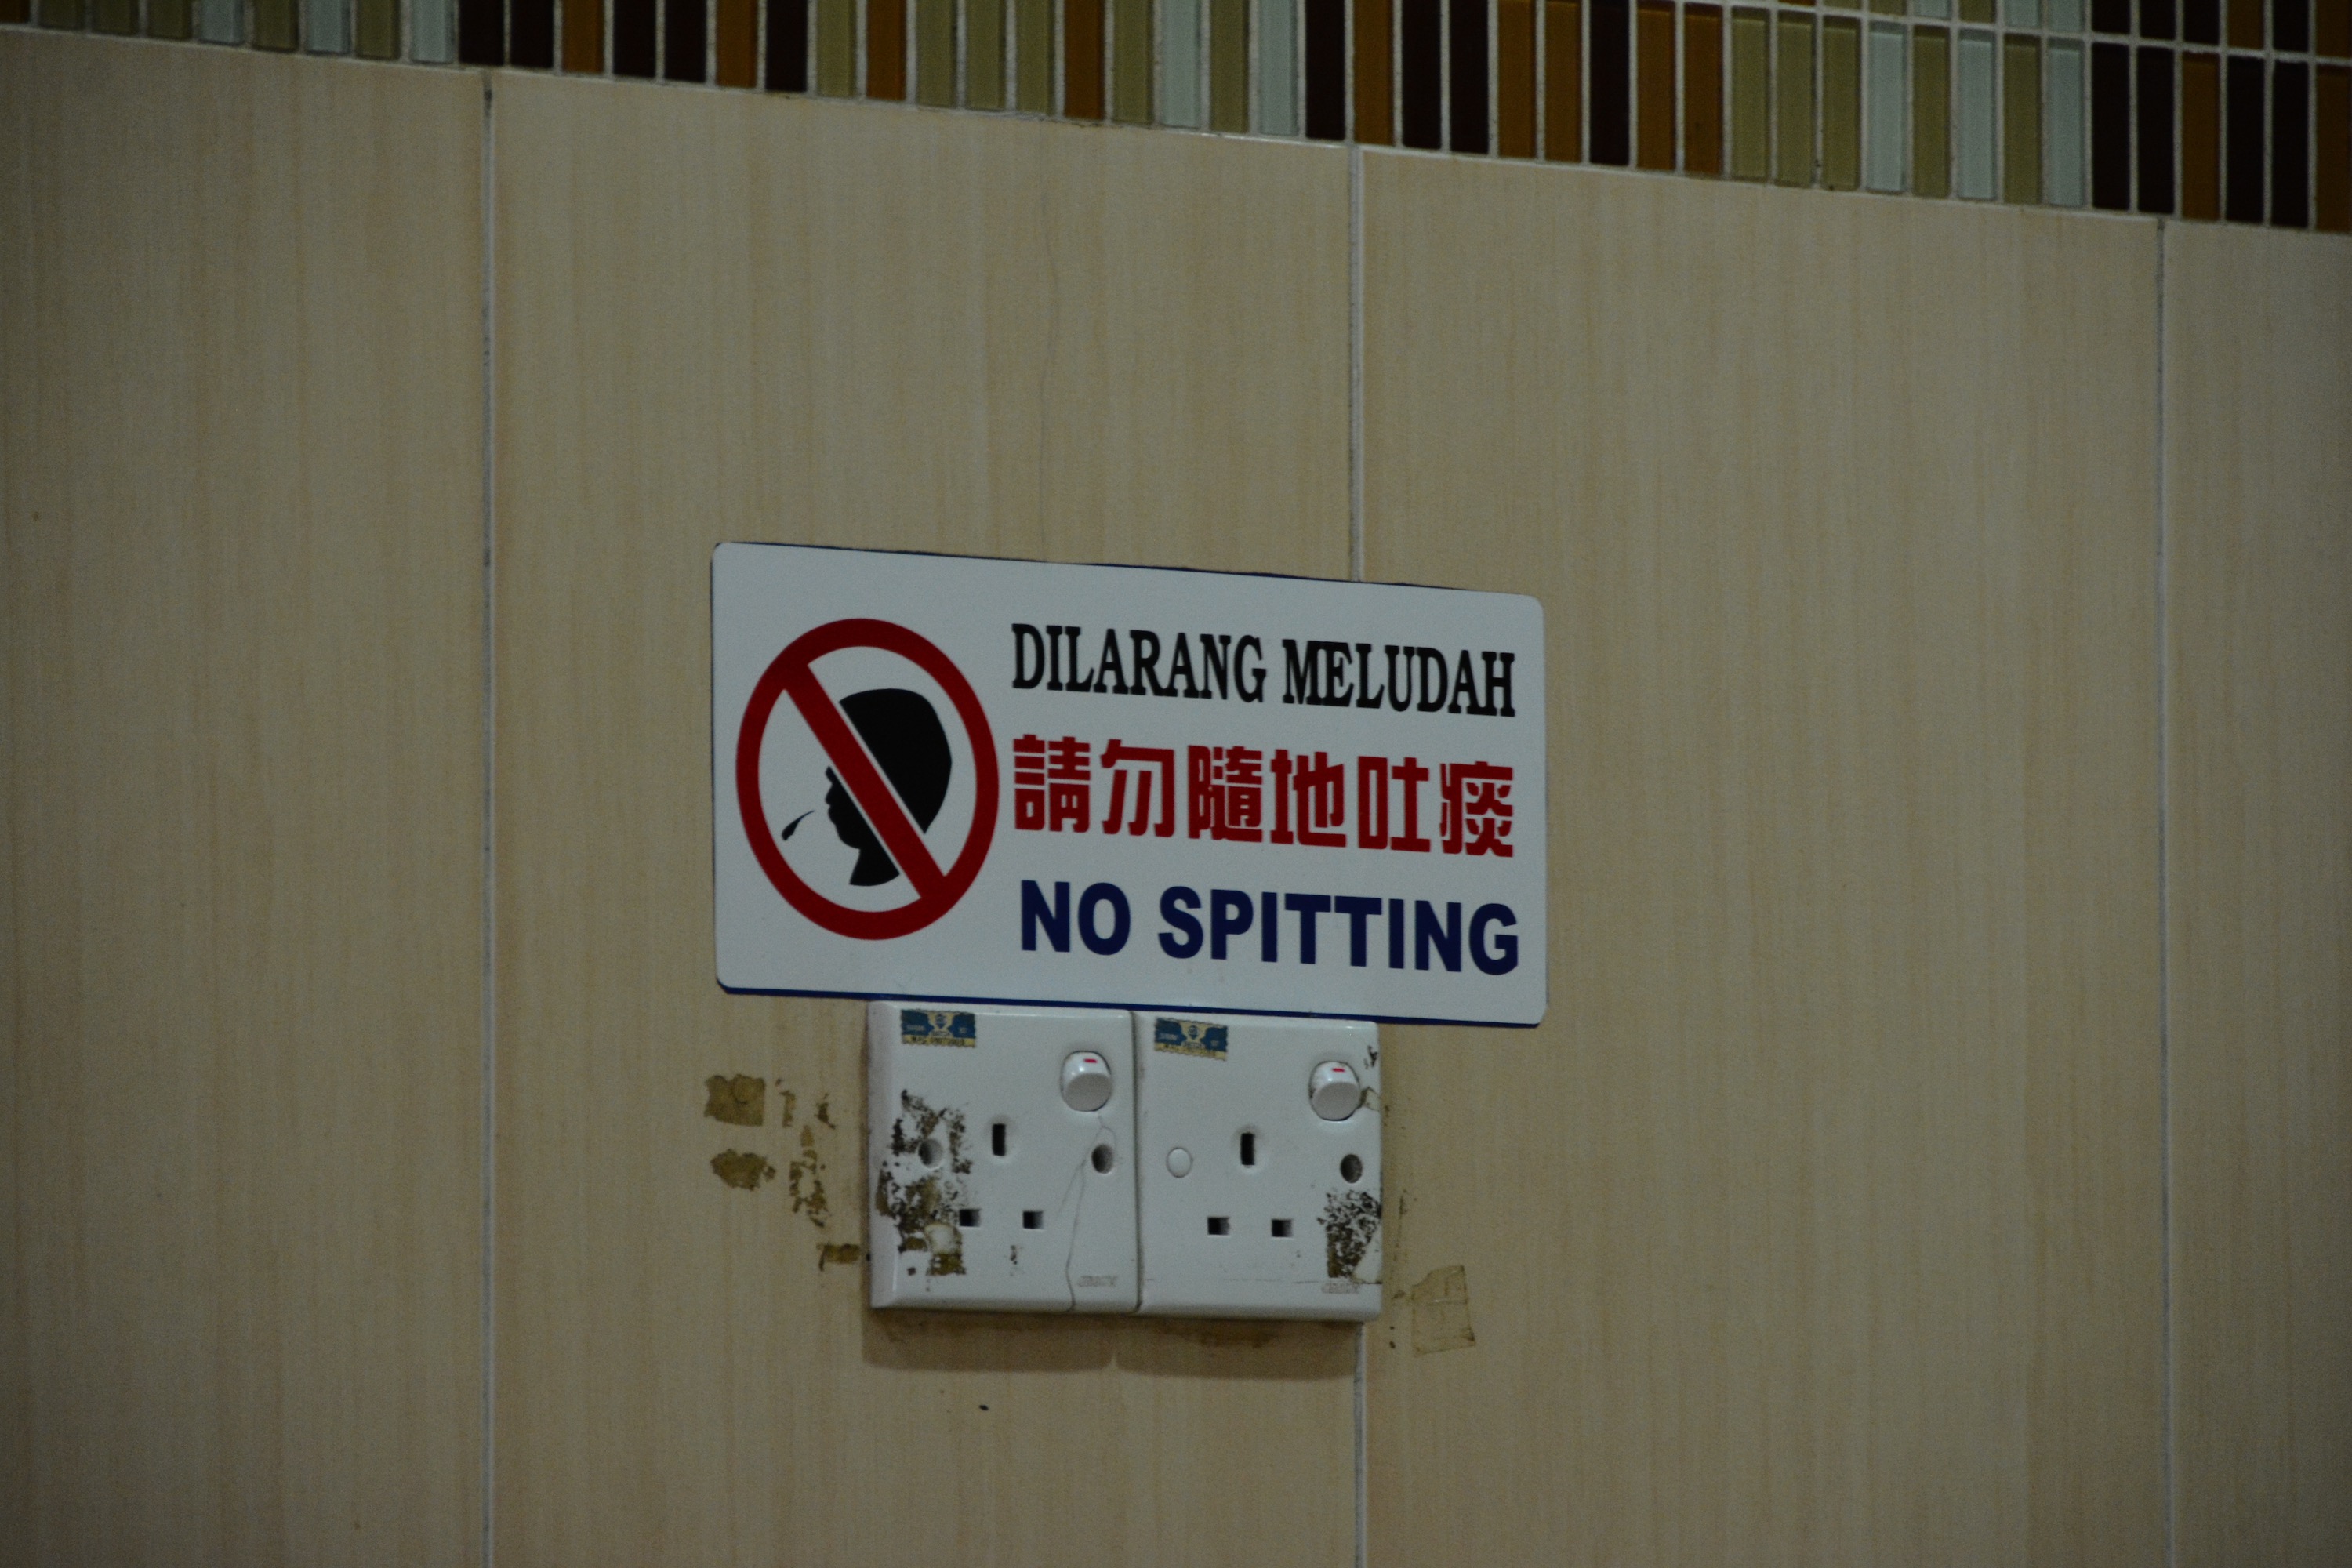 DILARANG MELUDAH
請勿隨地吐痰
NO SPITTING